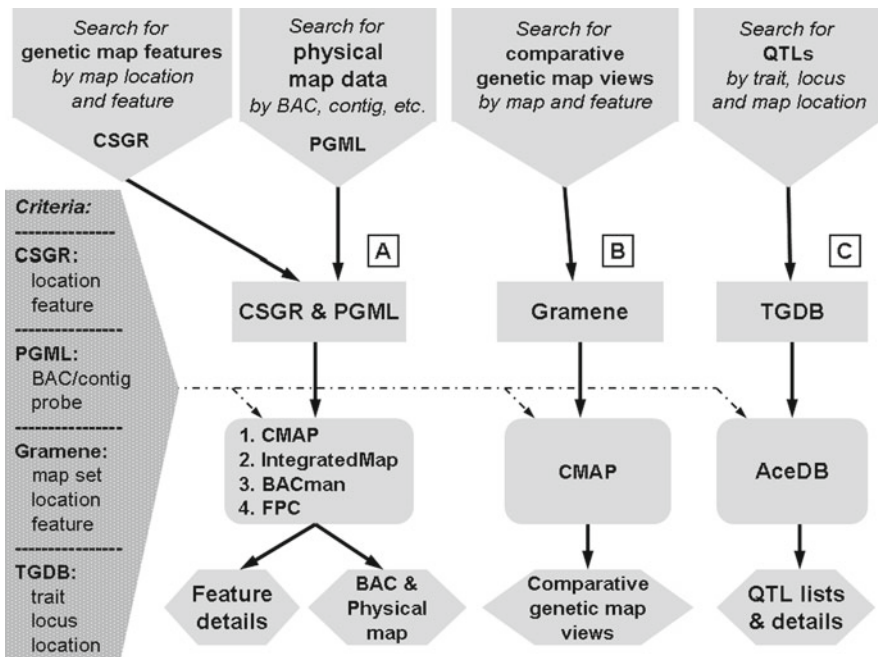 Search for
genetic map features
by map location
and feature
CSGR
Search for
physical
map data
by BAC, contig, etc.
PGML
Search for
comparative
genetic map views
by map and feature
Search for
QTLs
by trait, locus
and map location
Criteria:
---------------
CSGR:
location
feature
----------------
PGML:
BAC/contig
probe
----------------
Gramene:
map set
location
feature
----------------
TGDB:
trait
locus
location
A
CSGR & PGML
1. CMAP
2. IntegratedMap
3. BACman
4. FPC
Feature
details
BAC &
Physical
map
B
Gramene
CMAP
Comparative
genetic map
views
C
TGDB
AceDB
QTL lists
& details